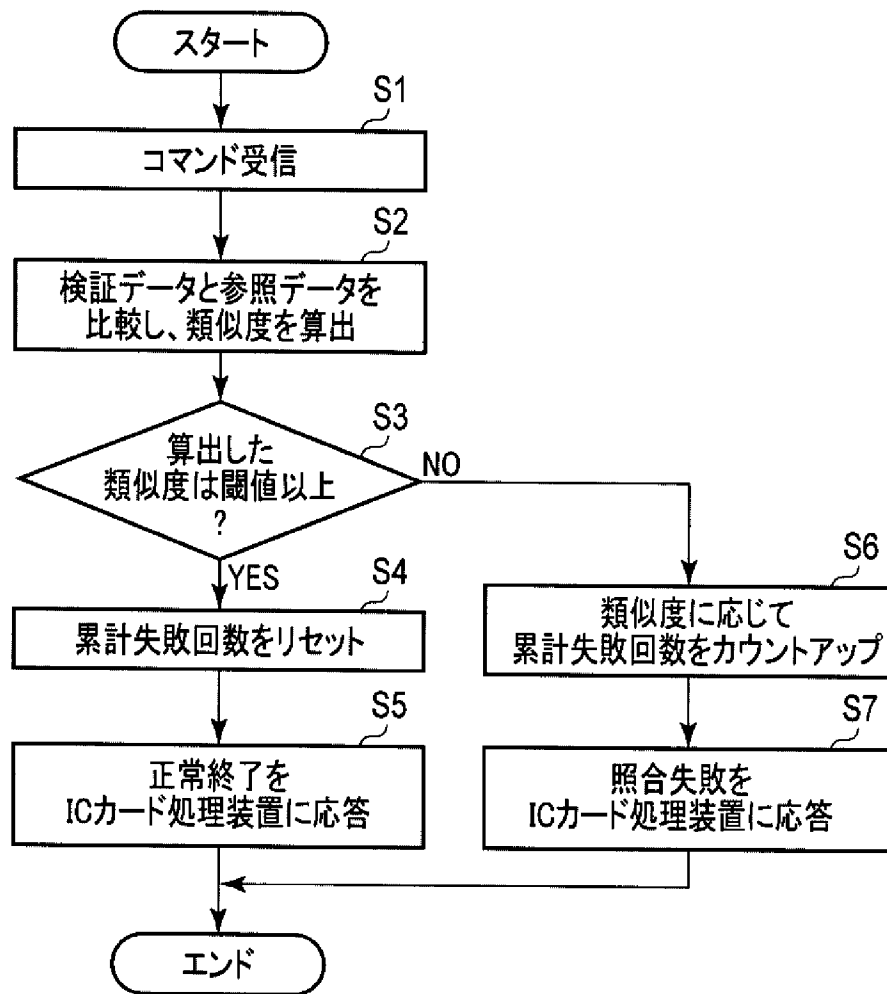 スタート
S1
コマンド受信
S2
検証データと参照データを
比較し、類似度を算出
S3
算出した
類似度は閾値以上
?
NO
YES
S4
累計失敗回数をリセット
S5
正常終了を
ICカード処理装置に応答
S6
類似度に応じて
累計失敗回数をカウントアップ
S7
照合失敗を
ICカード処理装置に応答
エンド